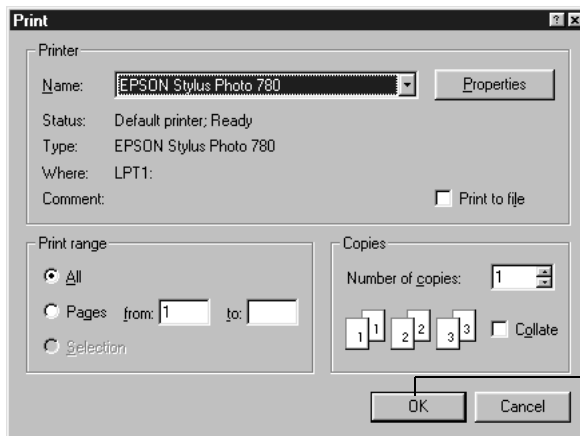 Print
Printer
Name: EPSON Stylus Photo 780 Properties
Status: Default printer; Ready
Type: EPSON Stylus Photo 780
Where: LPT1:
Comment: Print to file
Print range
All
Pages from: 1 to:
Selection
Copies
Number of copies: 1
1 1 2 2 3 3 Collate
OK Cancel